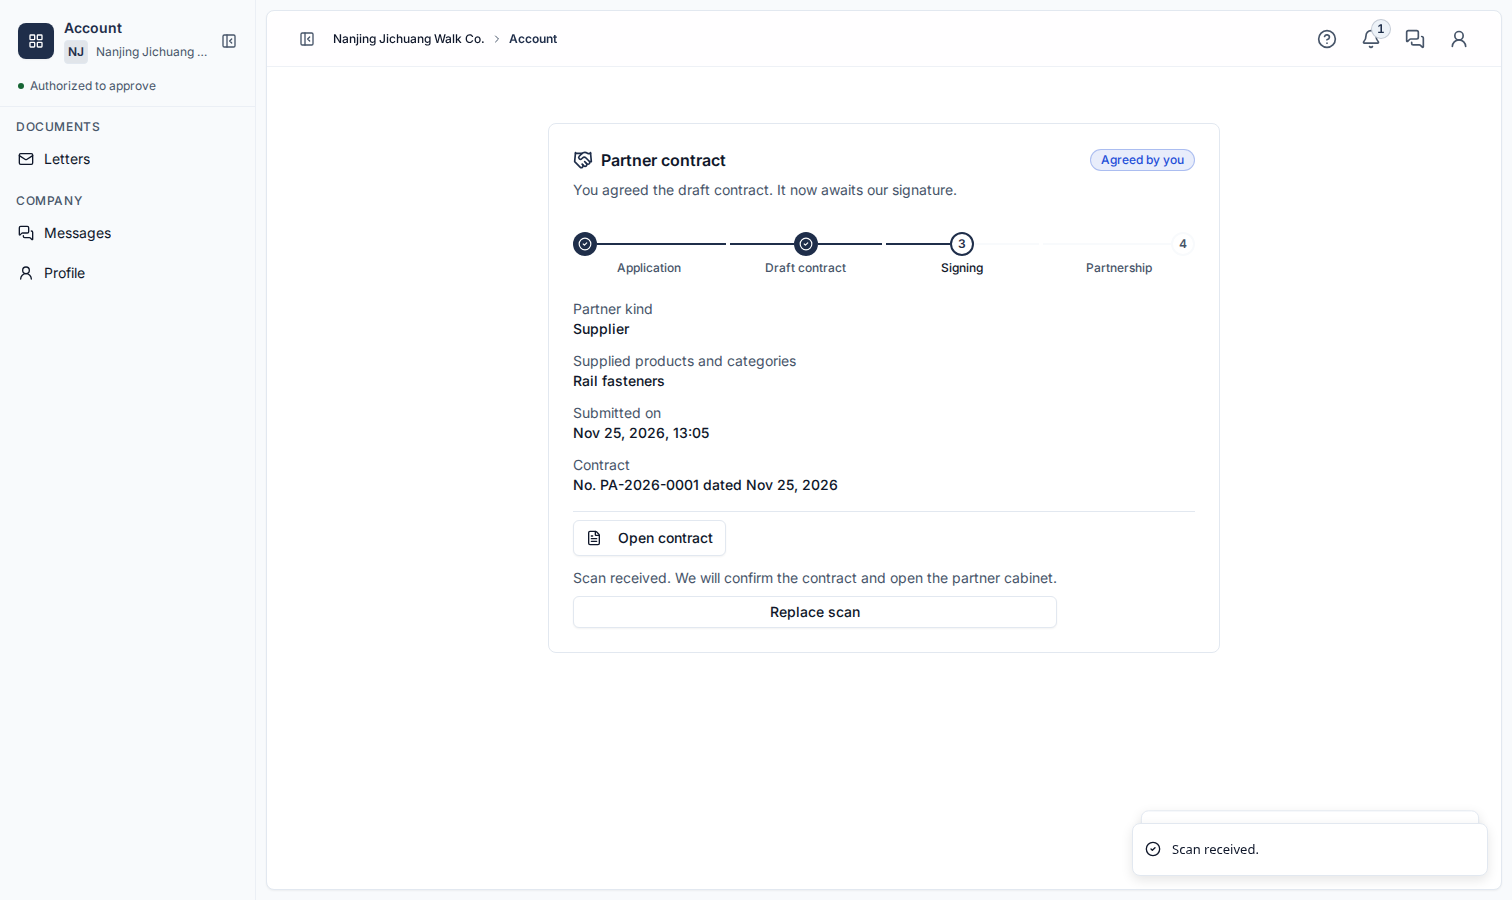 Account
NJ Nanjing Jichuang ...
Authorized to approve
DOCUMENTS
Letters
COMPANY
Messages
Profile
Nanjing Jichuang Walk Co. > Account
1
Partner contract
Agreed by you
You agreed the draft contract. It now awaits our signature.
3
4
Application
Draft contract
Signing
Partnership
Partner kind
Supplier
Supplied products and categories
Rail fasteners
Submitted on
Nov 25, 2026, 13:05
Contract
No. PA-2026-0001 dated Nov 25, 2026
Open contract
Scan received. We will confirm the contract and open the partner cabinet.
Replace scan
Scan received.